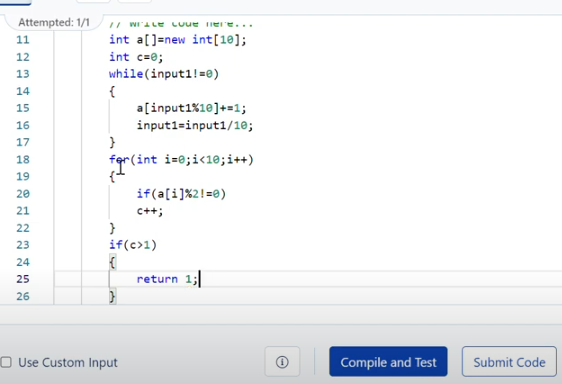 Attempted: 1/1
// write code here...
11 int a[]=new int[10];
12 int c=0;
13 while(input1!=0)
14 {
15 a[input1%10]+=1;
16 input1=input1/10;
17 }
18 for(int i=0;i<10;i++)
19 {
20 if(a[i]%2!=0)
21 c++;
22 }
23 if(c>1)
24 {
25 return 1;
26 }
Use Custom Input
Compile and Test
Submit Code